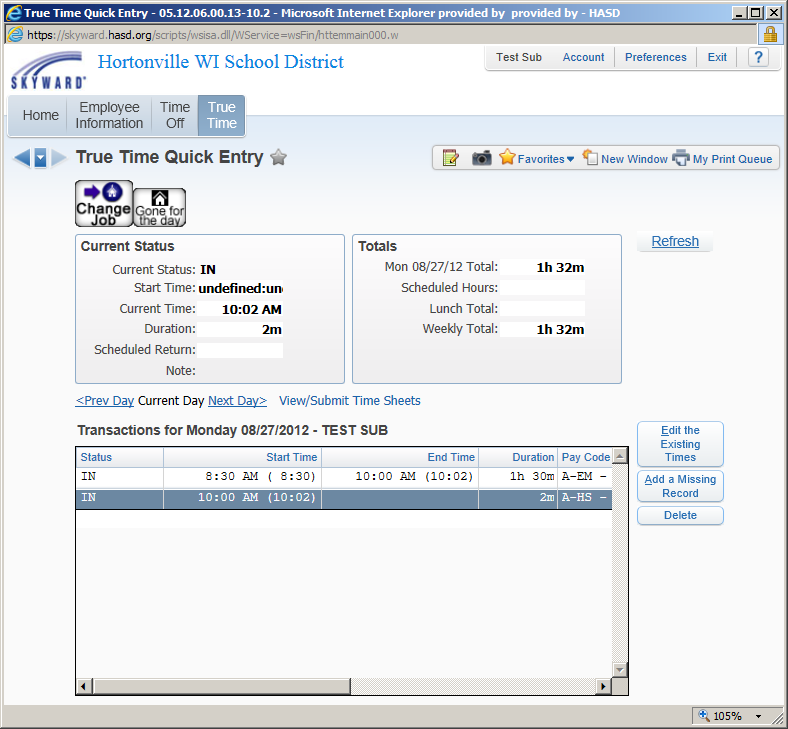 True Time Quick Entry - 05.12.06.00.13-10.2 - Microsoft Internet Explorer provided by  provided by - HASD
https://skyward.hasd.org/scripts/wsisa.dll/WService=wsFin/httemmain000.w
SKYWARD
Hortonville WI School District
Test Sub Account Preferences Exit ?
Home Employee Information Time Off True Time
True Time Quick Entry
Favorites New Window My Print Queue
Change Job
Gone for the day
Current Status
Current Status: IN
Start Time: undefined:un
Current Time: 10:02 AM
Duration: 2m
Scheduled Return:
Note:
Totals
Mon 08/27/12 Total: 1h 32m
Scheduled Hours:
Lunch Total:
Weekly Total: 1h 32m
Refresh
<Prev Day Current Day Next Day> View/Submit Time Sheets
Transactions for Monday 08/27/2012 - TEST SUB
Status Start Time End Time Duration Pay Code
IN 8:30 AM ( 8:30) 10:00 AM (10:02) 1h 30m A-EM -
IN 10:00 AM (10:02) 2m A-HS -
Edit the
Existing
Times
Add a Missing
Record
Delete
105%